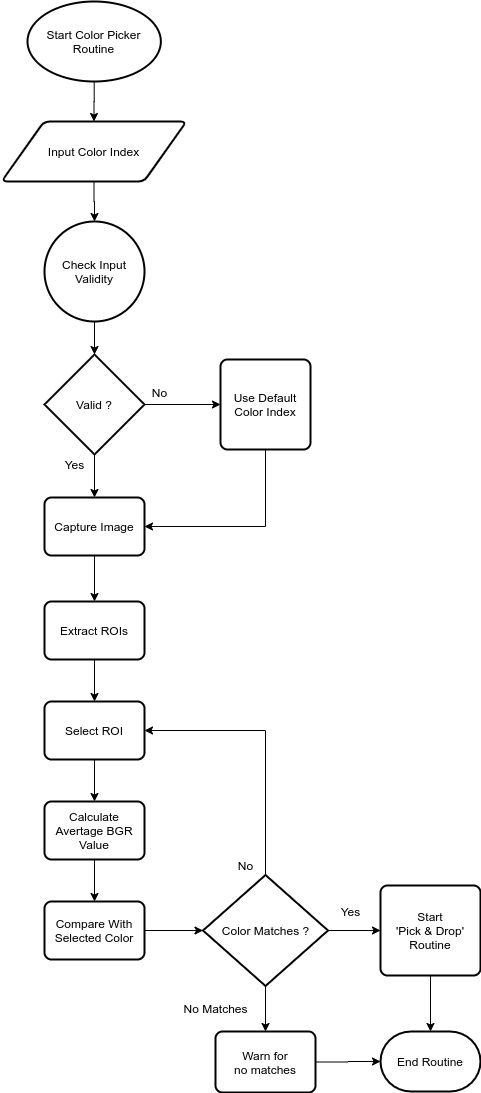 Start Color Picker
Routine
Input Color Index
Check Input
Validity
Valid ?
No
Use Default
Color Index
Yes
Capture Image
Extract ROIs
Select ROI
Calculate
Avertage BGR
Value
No
Compare With
Selected Color
Color Matches ?
Yes
Start
'Pick & Drop'
Routine
No Matches
Warn for
no matches
End Routine